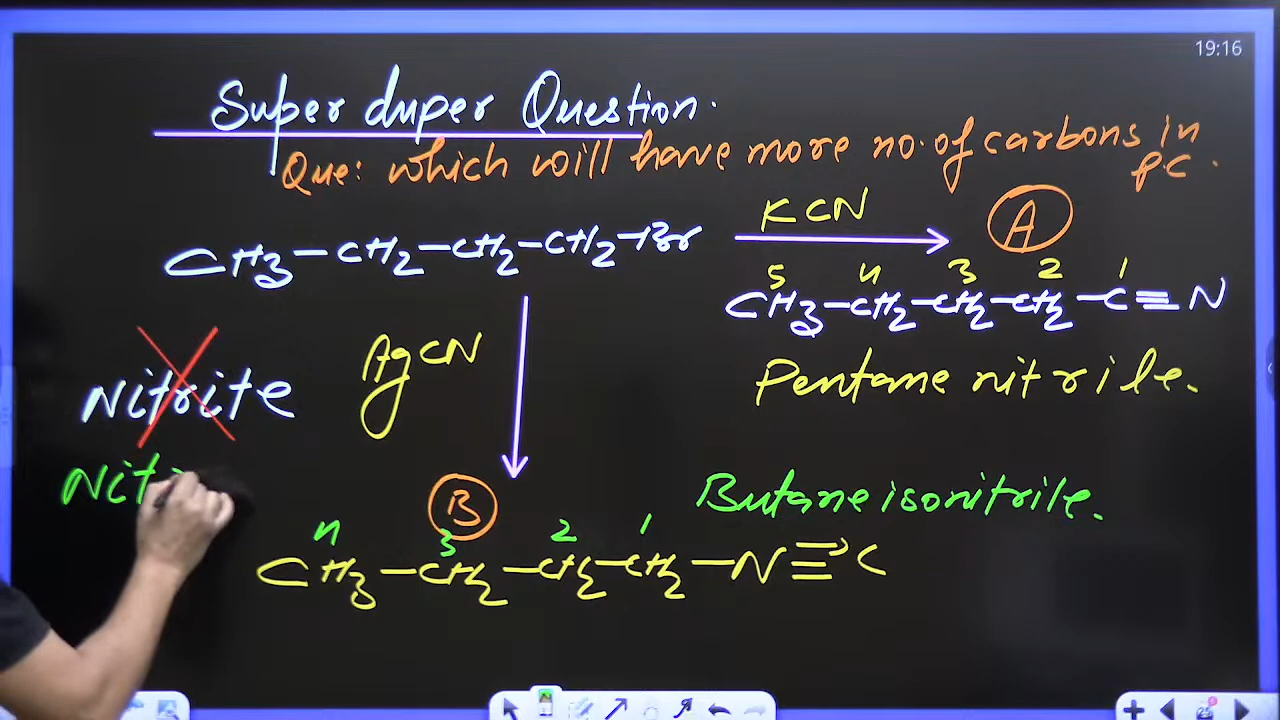 19:16
Super duper Question.
Que: which will have more no. of carbons in P.C.
CH3-CH2-CH2-CH2-Br
KCN
A
5 4 3 2 1
CH3-CH2-CH2-CH2-C≡N
Pentane nitrile.
AgCN
Nitrite
Nit
B
Butane isonitrile.
4 3 2 1
CH3-CH2-CH2-CH2-N≡C